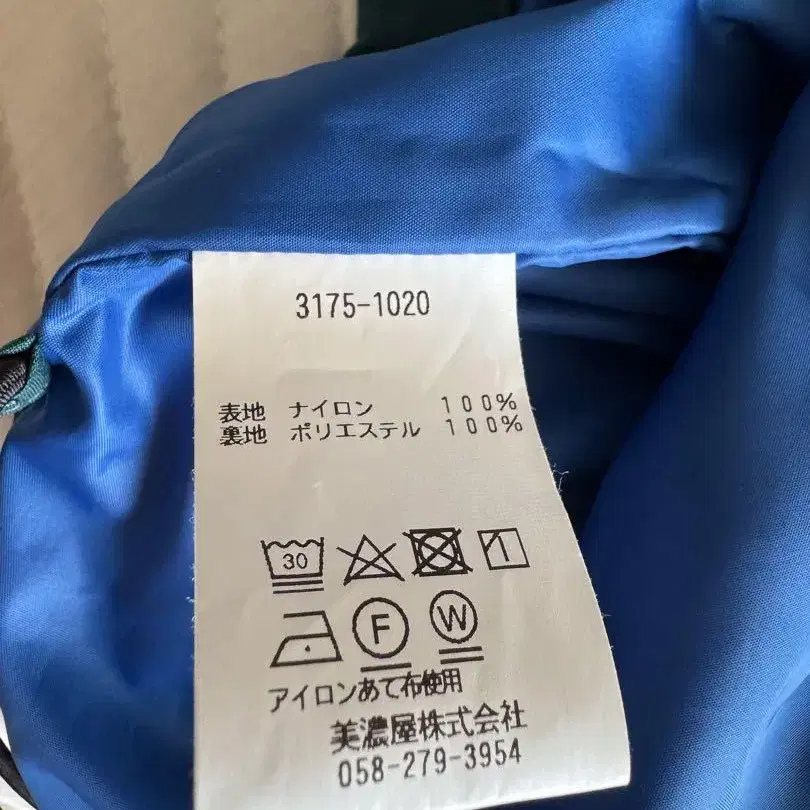 3175-1020
表地 ナイロン 100%
裏地 ポリエステル 100%
30
F W
アイロンあて布使用
美濃屋株式会社
058-279-3954